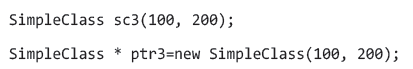 SimpleClass sc3(100, 200);
SimpleClass * ptr3=new SimpleClass(100, 200);